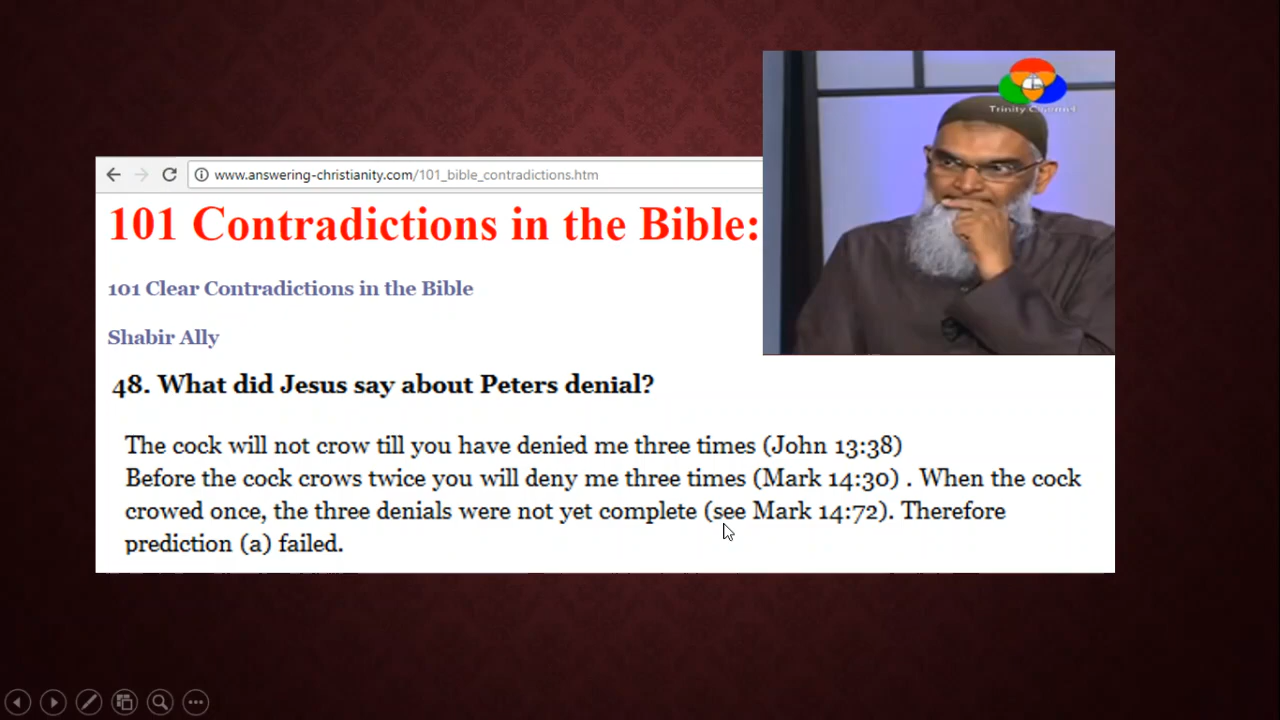 www.answering-christianity.com/101_bible_contradictions.htm
Trinity Channel
101 Contradictions in the Bible:
101 Clear Contradictions in the Bible
Shabir Ally
48. What did Jesus say about Peters denial?
The cock will not crow till you have denied me three times (John 13:38)
Before the cock crows twice you will deny me three times (Mark 14:30) . When the cock
crowed once, the three denials were not yet complete (see Mark 14:72). Therefore
prediction (a) failed.